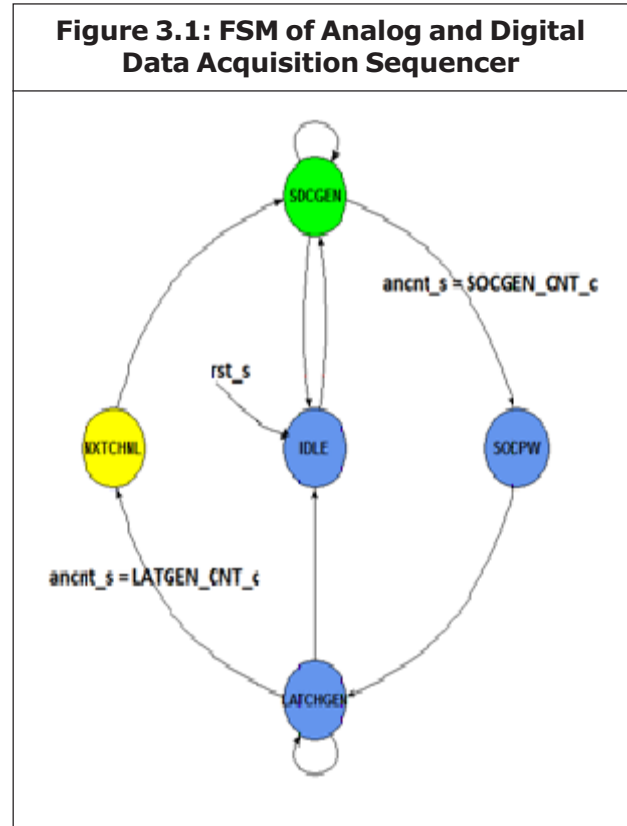 Figure 3.1: FSM of Analog and Digital
Data Acquisition Sequencer
SOCGEN
ancnt_s = SOCGEN_CNT_c
rst_s
NXTCHNL
IDLE
SOCPW
ancnt_s = LATGEN_CNT_c
LATCHGEN